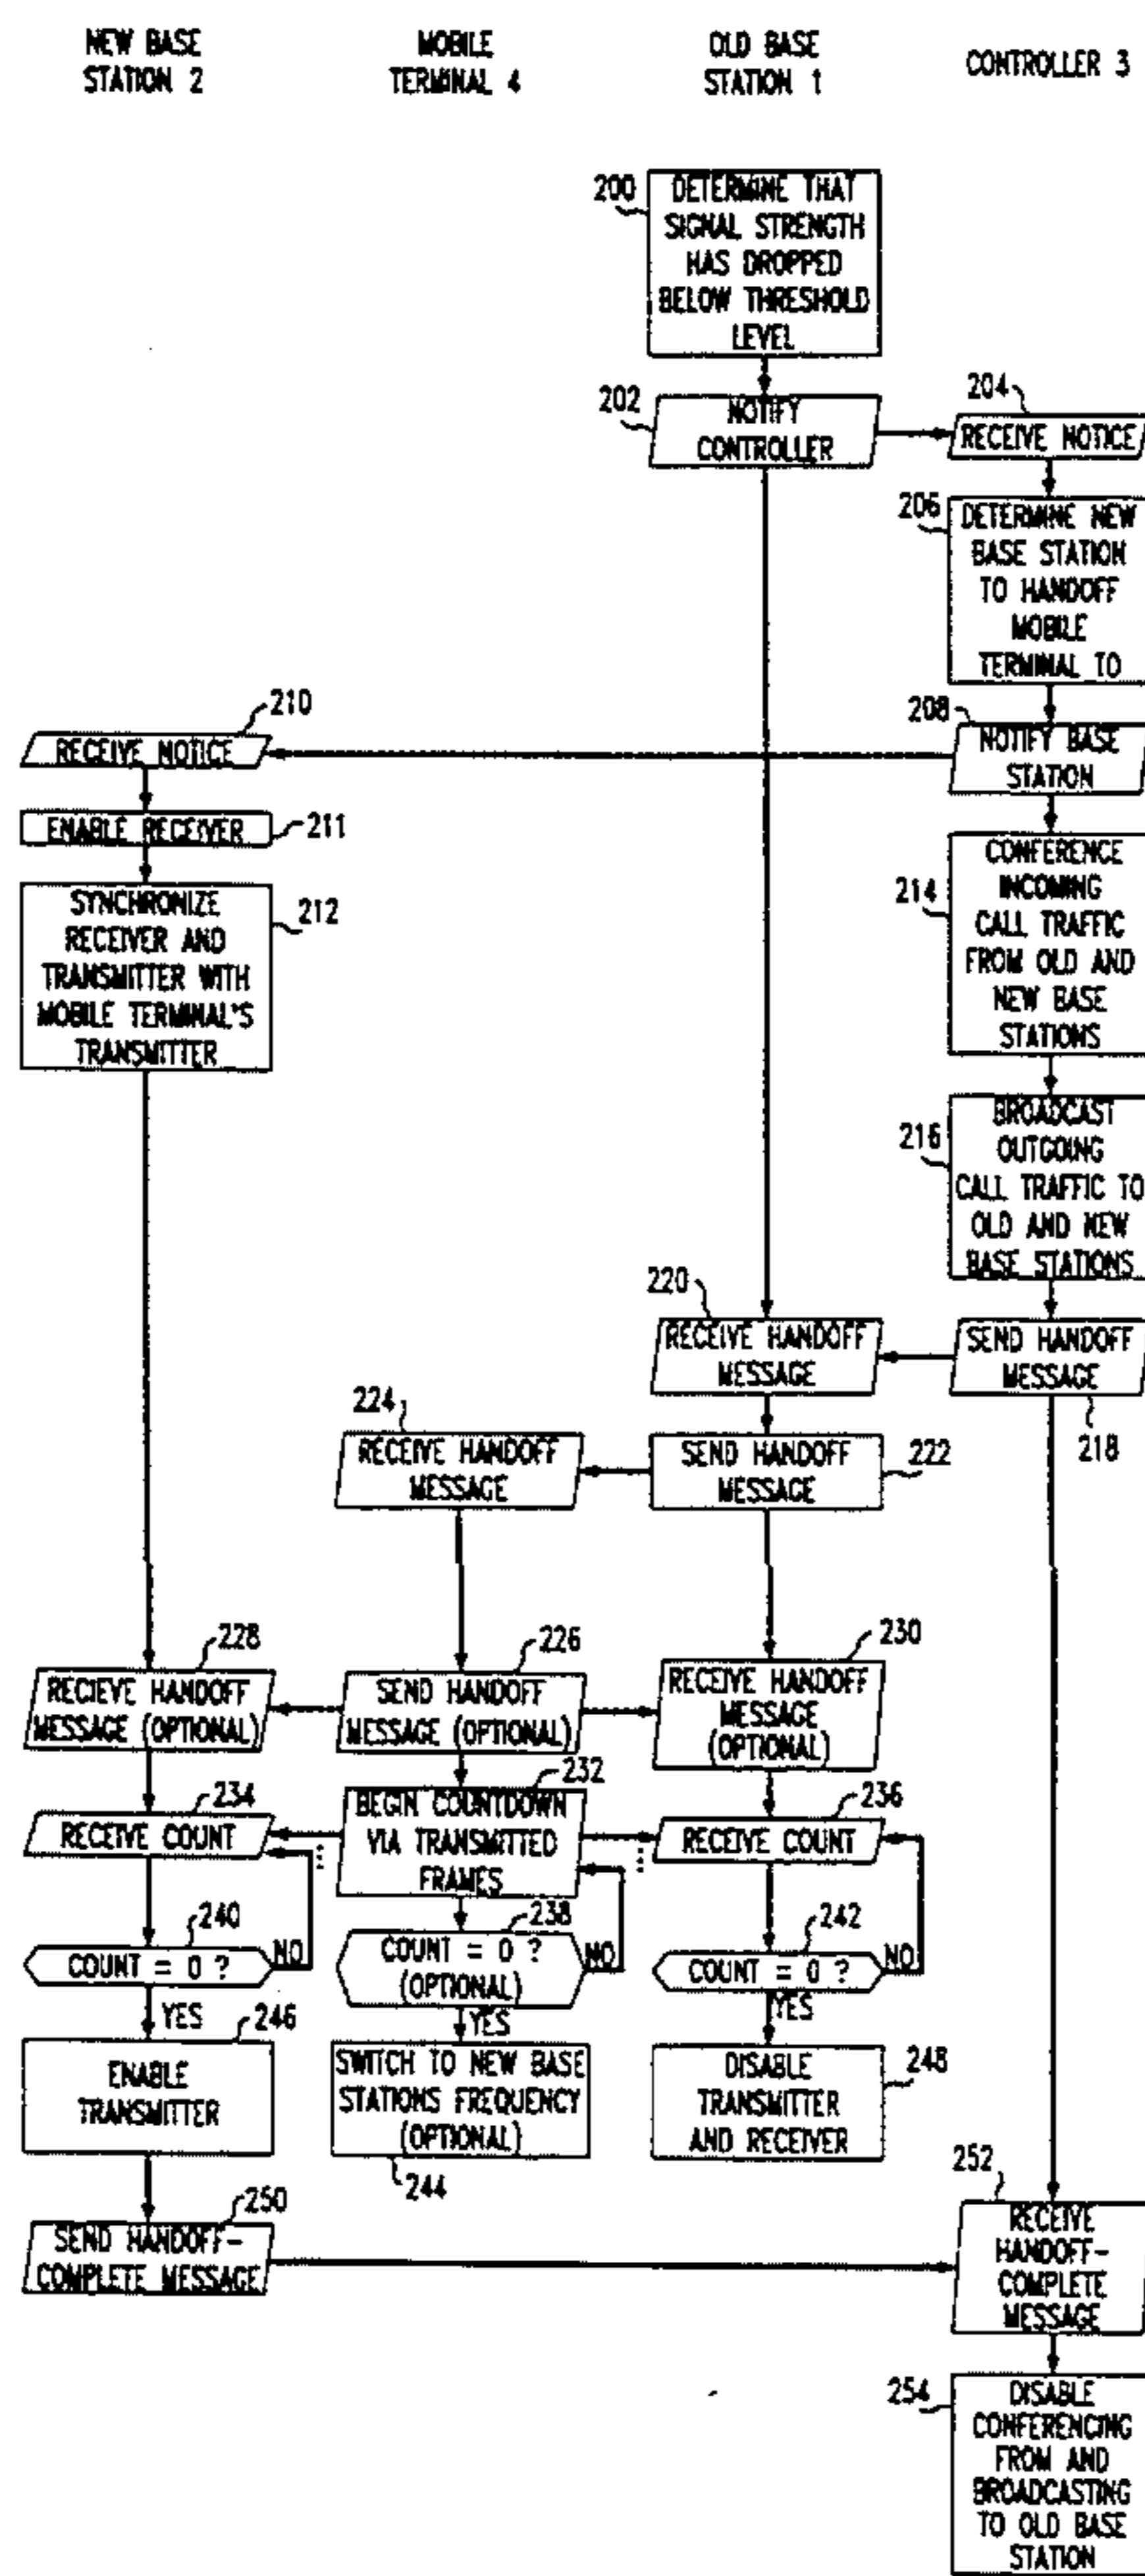 NEW BASE
STATION 2
MOBILE
TERMINAL 4
OLD BASE
STATION 1
CONTROLLER 3
200
DETERMINE THAT
SIGNAL STRENGTH
HAS DROPPED
BELOW THRESHOLD
LEVEL
202
NOTIFY
CONTROLLER
204
RECEIVE NOTICE
206
DETERMINE NEW
BASE STATION
TO HANDOFF
MOBILE
TERMINAL TO
208
NOTIFY BASE
STATION
210
RECEIVE NOTICE
ENABLE RECEIVER
211
SYNCHRONIZE
RECEIVER AND
TRANSMITTER WITH
MOBILE TERMINAL'S
TRANSMITTER
212
214
CONFERENCE
INCOMING
CALL TRAFFIC
FROM OLD AND
NEW BASE
STATIONS
216
BROADCAST
OUTGOING
CALL TRAFFIC TO
OLD AND NEW
BASE STATIONS
220
RECEIVE HANDOFF
MESSAGE
SEND HANDOFF
MESSAGE
218
224
RECEIVE HANDOFF
MESSAGE
SEND HANDOFF
MESSAGE
222
228
RECIEVE HANDOFF
MESSAGE (OPTIONAL)
226
SEND HANDOFF
MESSAGE (OPTIONAL)
230
RECEIVE HANDOFF
MESSAGE
(OPTIONAL)
234
RECEIVE COUNT
232
BEGIN COUNTDOWN
VIA TRANSMITTED
FRAMES
236
RECEIVE COUNT
240
COUNT = 0 ?
NO
YES
238
COUNT = 0 ?
(OPTIONAL)
NO
YES
242
COUNT = 0 ?
NO
YES
246
ENABLE
TRANSMITTER
SWITCH TO NEW BASE
STATIONS FREQUENCY
(OPTIONAL)
244
DISABLE
TRANSMITTER
AND RECEIVER
248
250
SEND HANDOFF-
COMPLETE MESSAGE
252
RECEIVE
HANDOFF-
COMPLETE
MESSAGE
254
DISABLE
CONFERENCING
FROM AND
BROADCASTING
TO OLD BASE
STATION